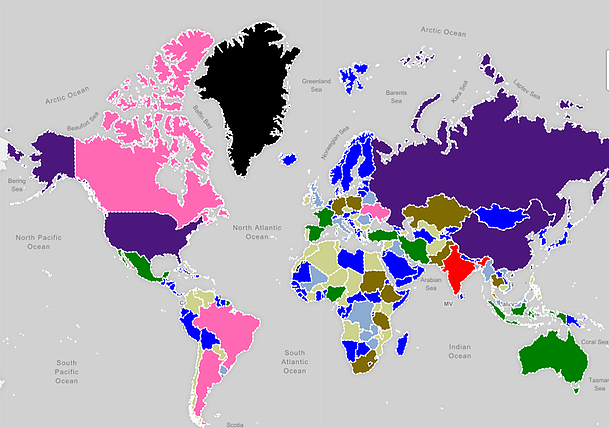 Arctic Ocean
Greenland
Sea
Barents
Sea
Kara Sea
Laptev Sea
Arctic Ocean
Beaufort Sea
Baffin Bay
Norwegian Sea
Bering
Sea
North Pacific
Ocean
North Atlantic
Ocean
Arabian
Sea
MV
South
Pacific
Ocean
South
Atlantic
Ocean
Indian
Ocean
Coral Sea
Tasman
Sea
Scotia